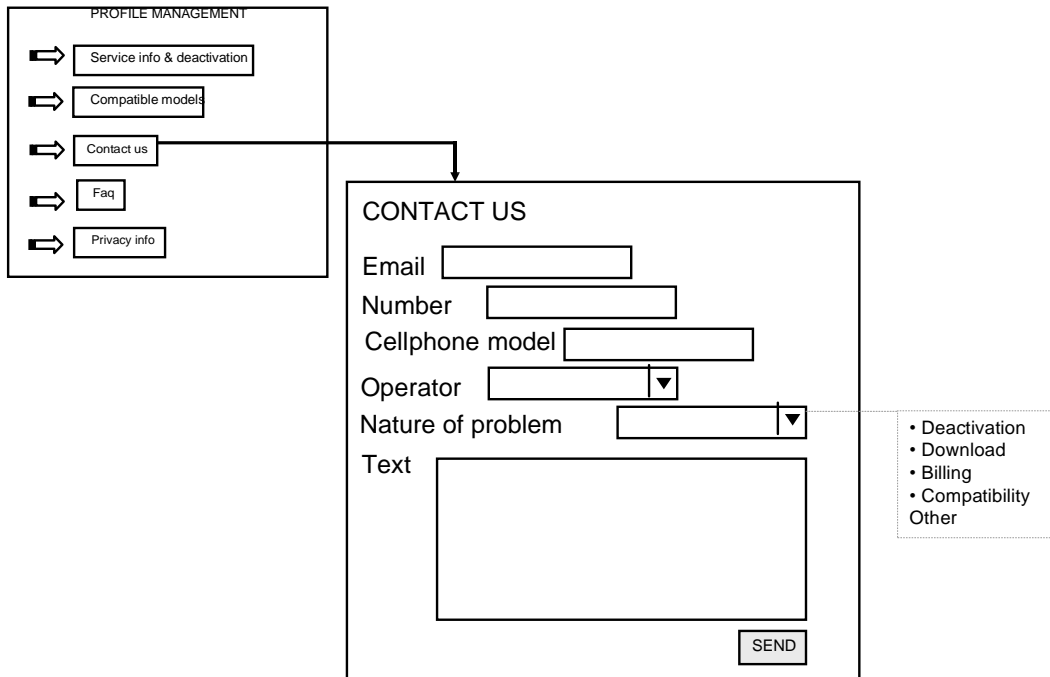 PROFILE MANAGEMENT
Service info & deactivation
Compatible models
Contact us
Faq
Privacy info
CONTACT US
Email
Number
Cellphone model
Operator
Nature of problem
• Deactivation
• Download
• Billing
• Compatibility
Other
Text
SEND